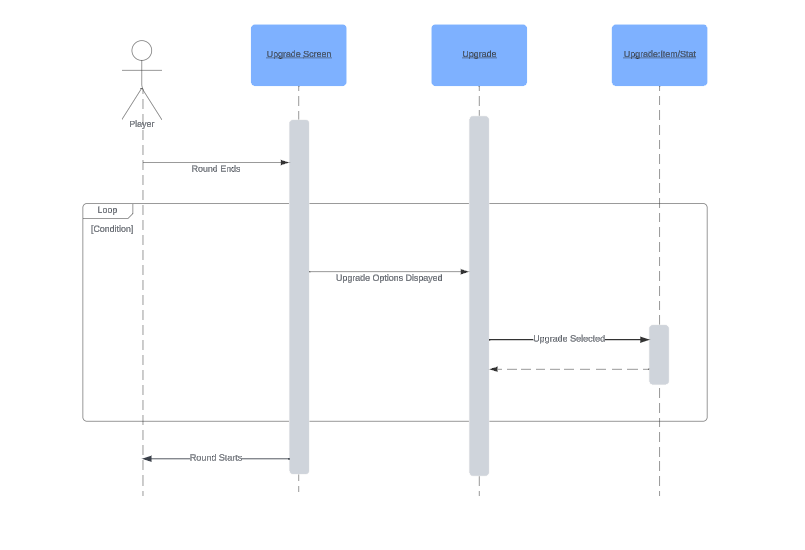 Upgrade Screen
Upgrade
Upgrade:Item/Stat
Player
Round Ends
Loop
[Condition]
Upgrade Options Dispayed
Upgrade Selected
Round Starts